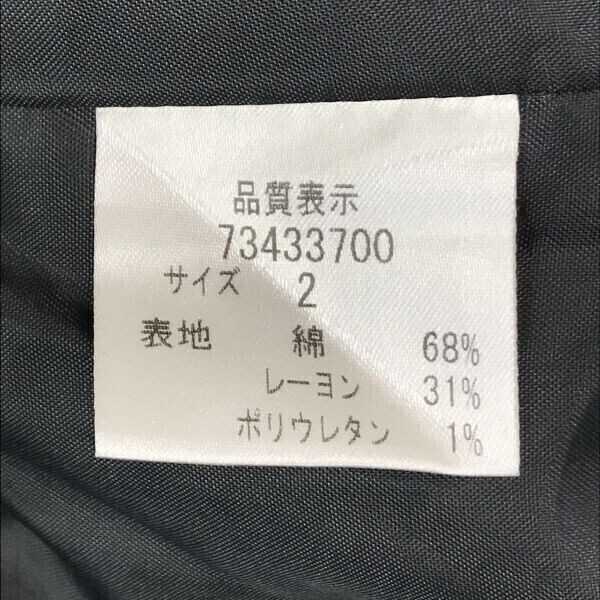 品質表示
73433700
サイズ 2
表地 綿 68%
レーヨン 31%
ポリウレタン 1%